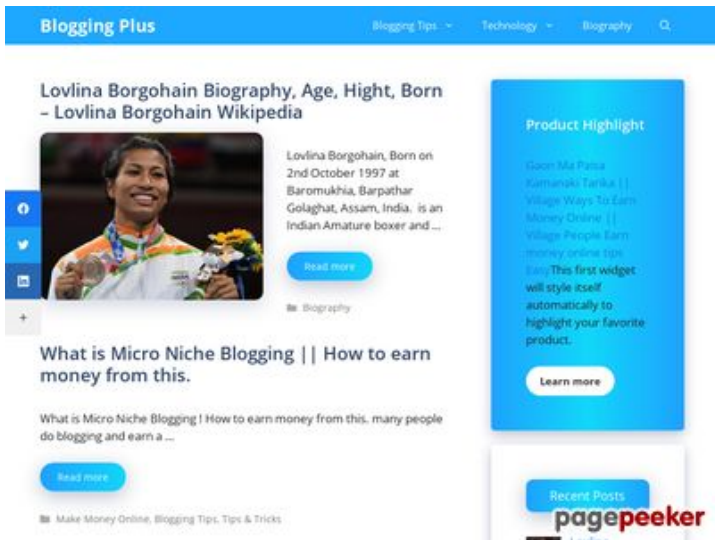 Blogging Plus
Blogging Tips
Technology
Biography
Lovlina Borgohain Biography, Age, Hight, Born
– Lovlina Borgohain Wikipedia
Lovlina Borgohain, Born on
2nd October 1997 at
Baromukhia, Barpathar
Golaghat, Assam, India. is an
Indian Amature boxer and ...
Read more
Biography
What is Micro Niche Blogging || How to earn
money from this.
What is Micro Niche Blogging ! How to earn money from this. many people
do blogging and earn a ...
Read more
Make Money Online, Blogging Tips, Tips & Tricks
Product Highlight
Gaon Ma Paisa
Kamanaki Tarika ||
Village Ways To Earn
Money Online ||
Village People Earn
money online tips
EasyThis first widget
will style itself
automatically to
highlight your favorite
product.
Learn more
Recent Posts
pagepeeker